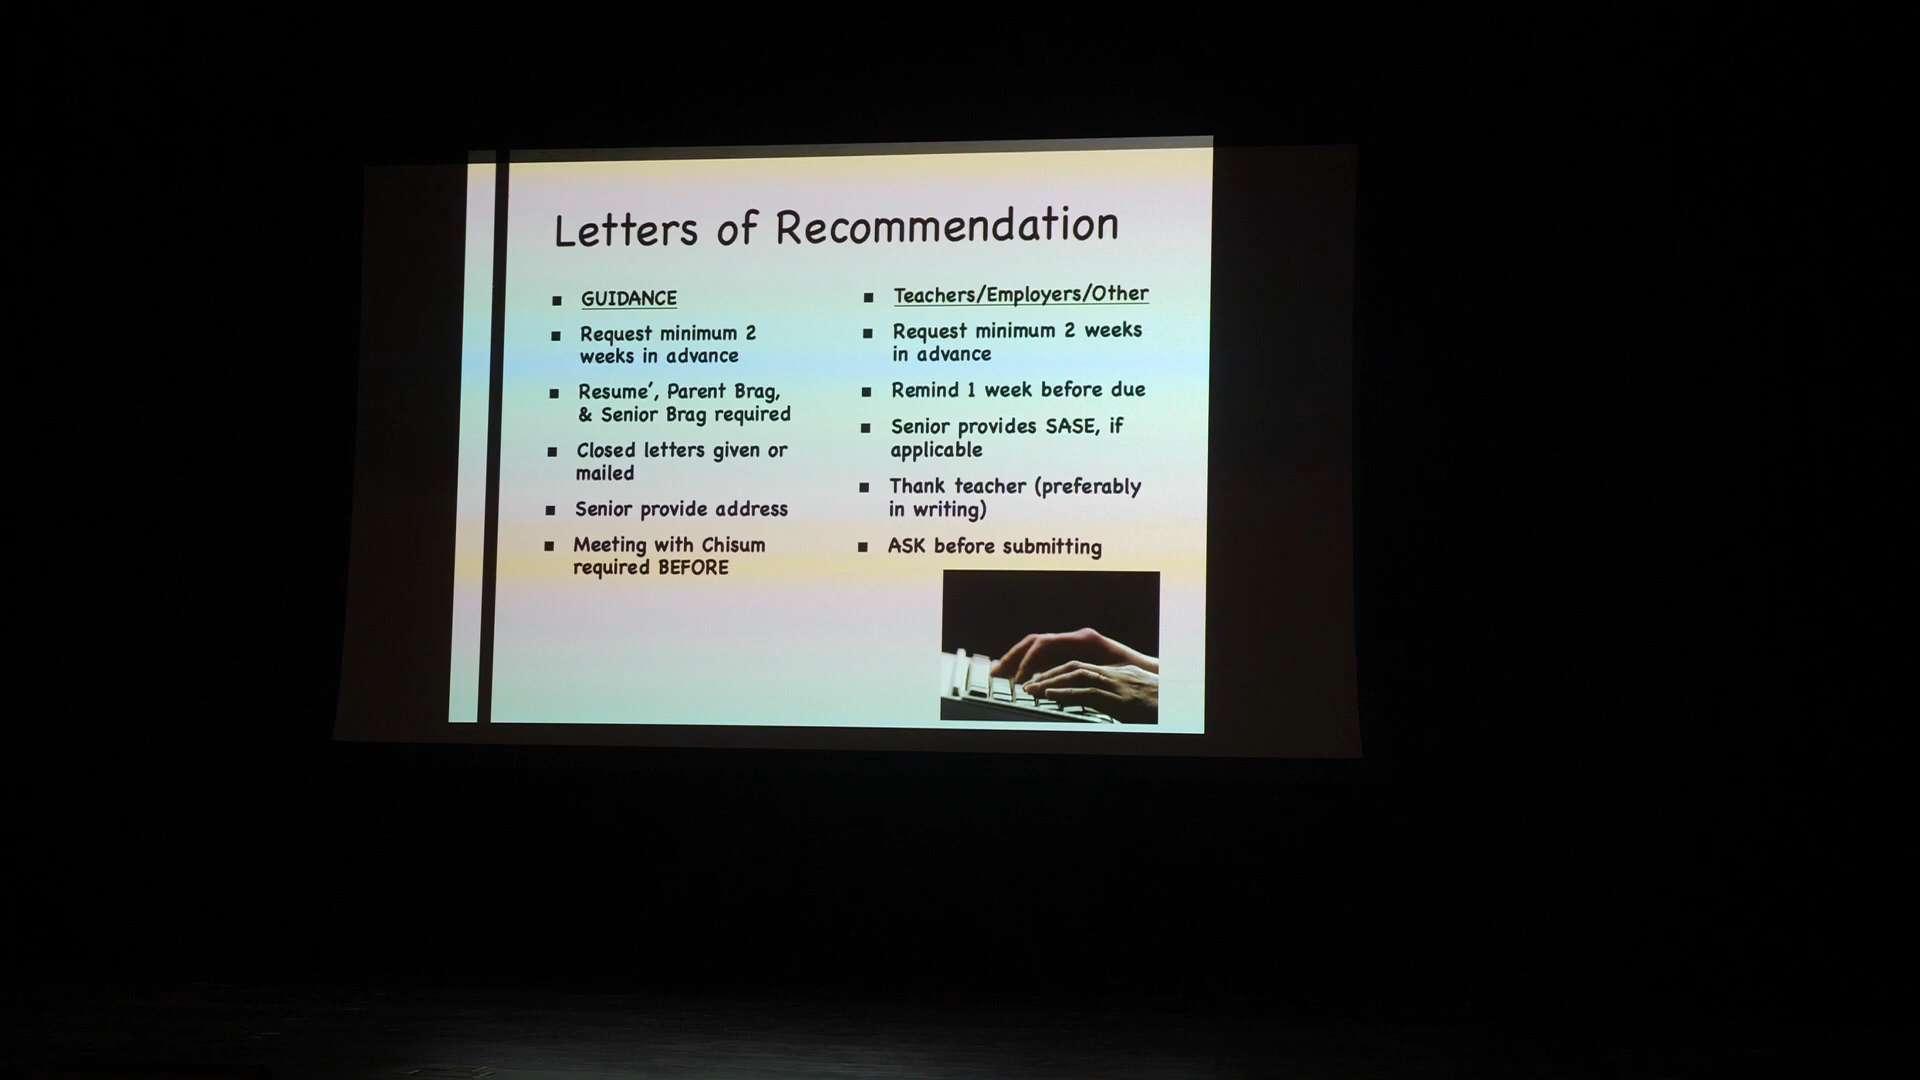 Letters of Recommendation
GUIDANCE
Request minimum 2
weeks in advance
Resume', Parent Brag,
& Senior Brag required
Closed letters given or
mailed
Senior provide address
Meeting with Chisum
required BEFORE
Teachers/Employers/Other
Request minimum 2 weeks
in advance
Remind 1 week before due
Senior provides SASE, if
applicable
Thank teacher (preferably
in writing)
ASK before submitting